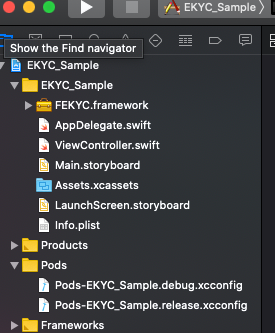 EKYC_Sample
Show the Find navigator
EKYC_Sample
EKYC_Sample
FEKYC.framework
AppDelegate.swift
ViewController.swift
Main.storyboard
Assets.xcassets
LaunchScreen.storyboard
Info.plist
Products
Pods
Pods-EKYC_Sample.debug.xcconfig
Pods-EKYC_Sample.release.xcconfig
Frameworks